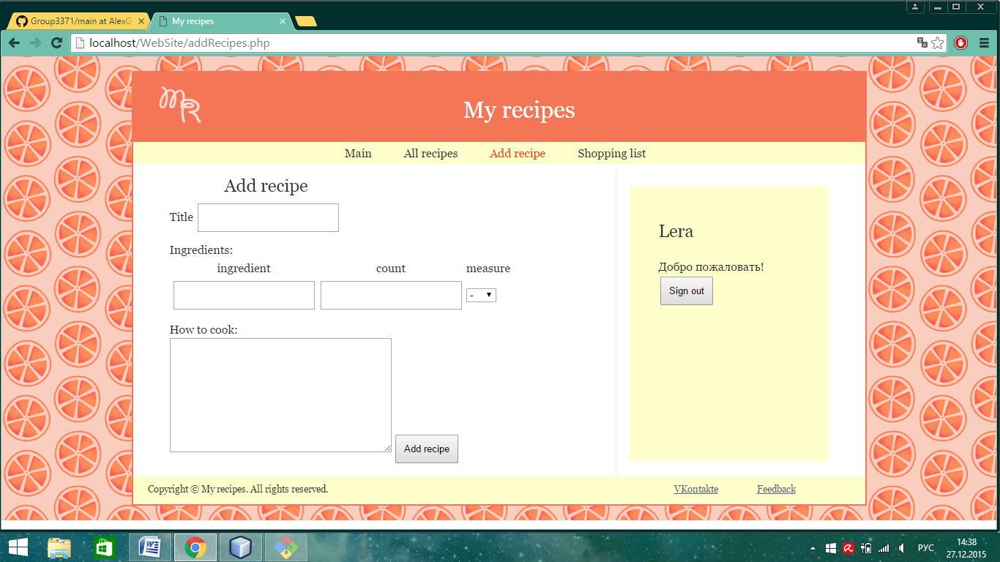 Group3371/main at AlexG
My recipes
localhost/WebSite/addRecipes.php
MR
My recipes
Main All recipes Add recipe Shopping list
Add recipe
Title
Ingredients:
ingredient count measure
-
How to cook:
Add recipe
Lera
Добро пожаловать!
Sign out
Copyright © My recipes. All rights reserved. VKontakte Feedback
РУС
14:38
27.12.2015